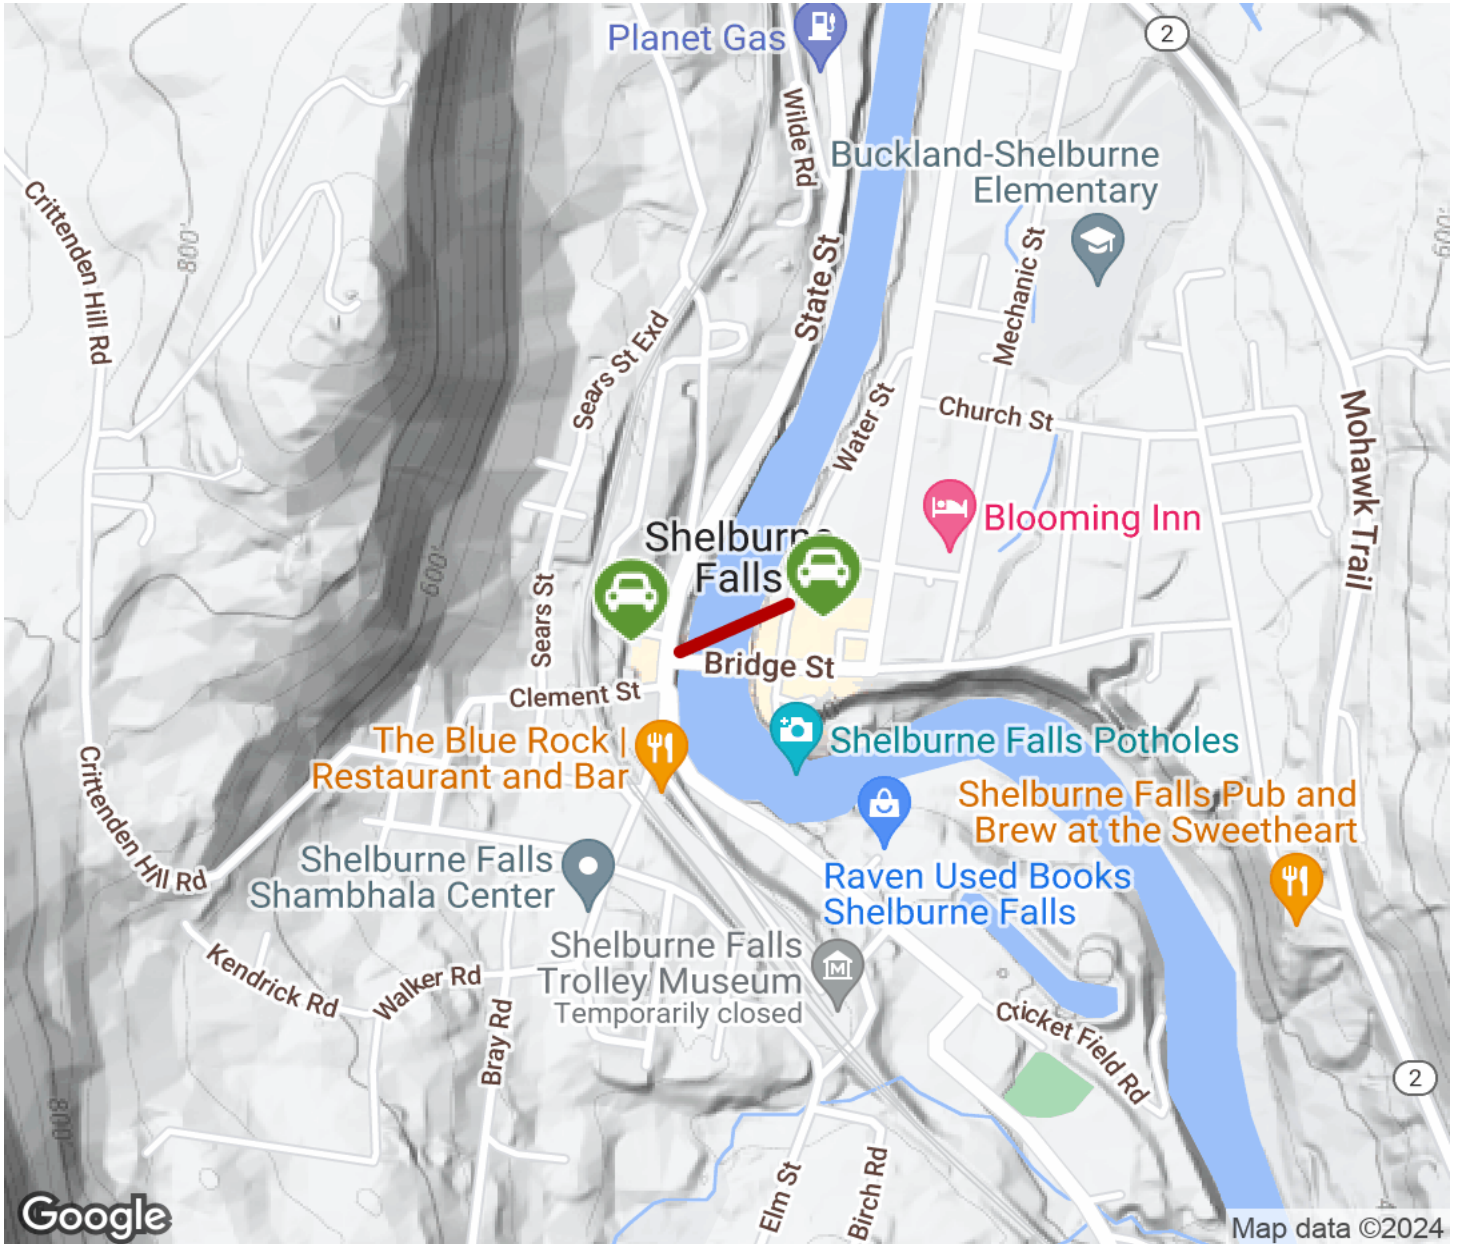 Planet Gas
2
Wilde Rd
Buckland-Shelburne
Elementary
Crittenden Hill Rd
800'
600'
State St
Mechanic St
Sears St Exd
Water St
Church St
Mohawk Trail
Blooming Inn
Shelburne
Falls
600'
Sears St
Bridge St
Clement St
The Blue Rock |
Restaurant and Bar
Shelburne Falls Potholes
Crittenden Hill Rd
Shelburne Falls Pub and
Brew at the Sweetheart
Shelburne Falls
Shambhala Center
Raven Used Books
Shelburne Falls
Shelburne Falls
Trolley Museum
Temporarily closed
Kendrick Rd
Walker Rd
Bray Rd
Cricket Field Rd
2
800'
Elm St
Birch Rd
Google
Map data ©2024